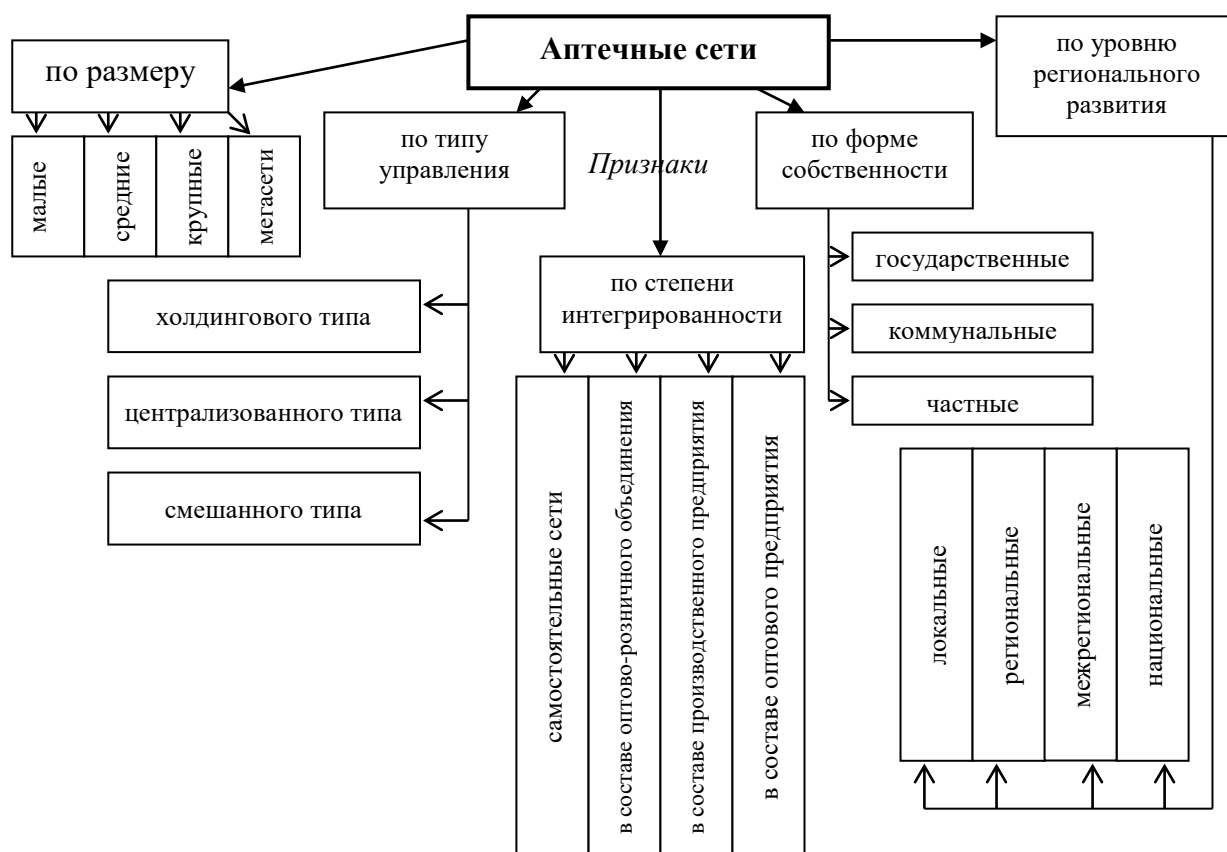 Аптечные сети
по размеру
малые
средние
крупные
мегасети
по типу
управления
холдингового типа
централизованного типа
смешанного типа
Признаки
по степени
интегрированности
самостоятельные сети
в составе оптово-розничного объединения
в составе производственного предприятия
в составе оптового предприятия
по форме
собственности
государственные
коммунальные
частные
по уровню
регионального
развития
локальные
региональные
межрегиональные
национальные